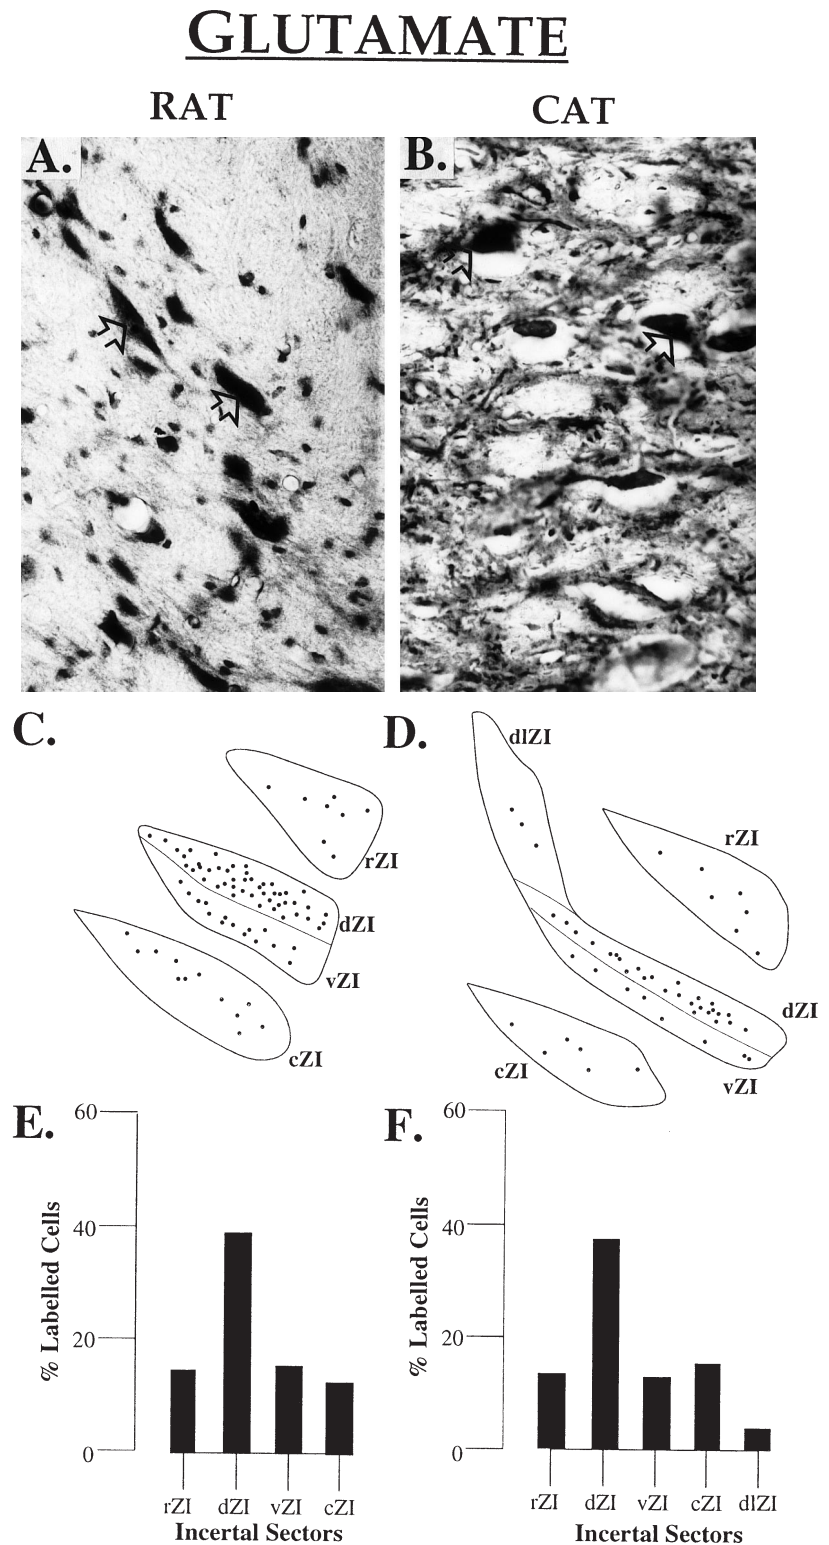 GLUTAMATE
RAT
CAT
A.
B.
C.
rZI
dZI
vZI
cZI
D.
dlZI
rZI
dZI
vZI
cZI
E.
60
40
20
0
% Labelled Cells
rZI dZI vZI cZI
Incertal Sectors
F.
60
40
20
0
% Labelled Cells
rZI dZI vZI cZI dlZI
Incertal Sectors